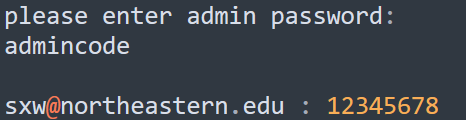 please enter admin password:
admincode
sxw@northeastern.edu : 12345678